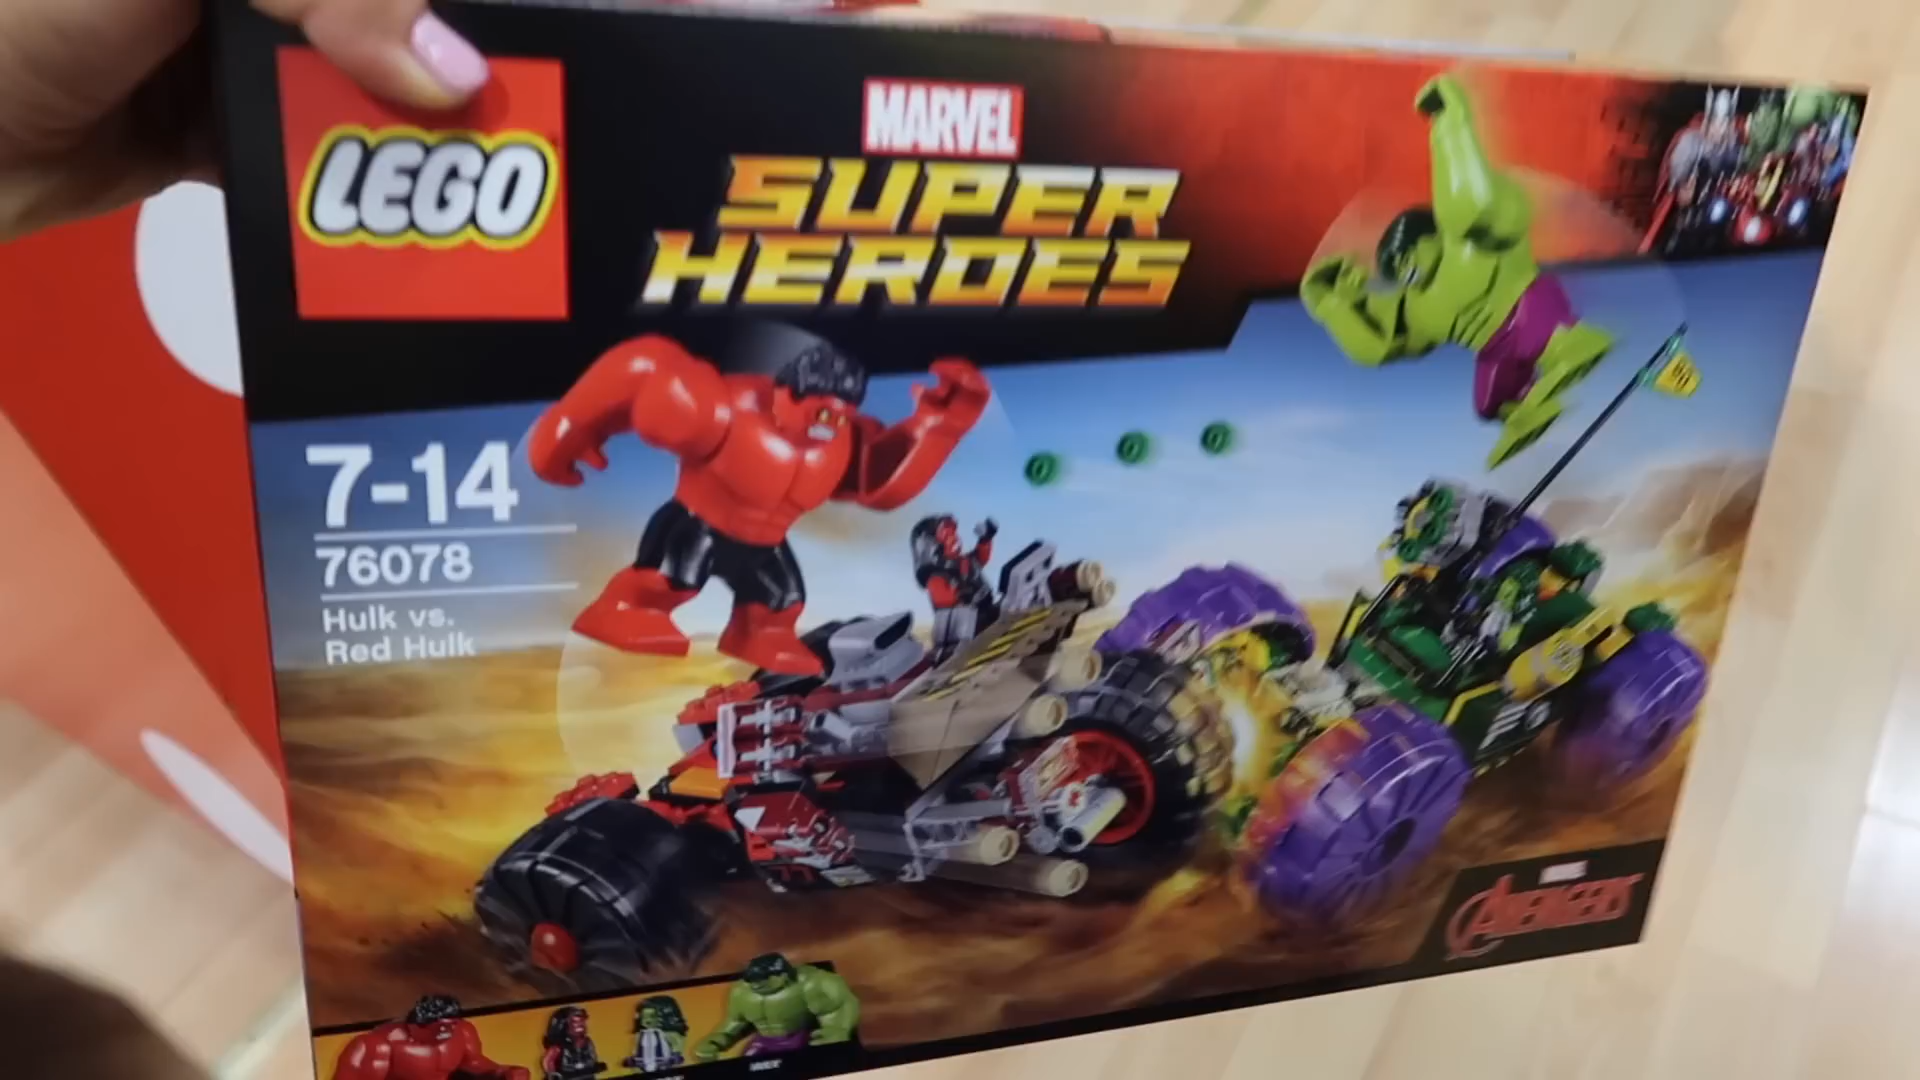 LEGO
MARVEL
SUPER
HEROES
7-14
76078
Hulk vs.
Red Hulk
AVENGERS